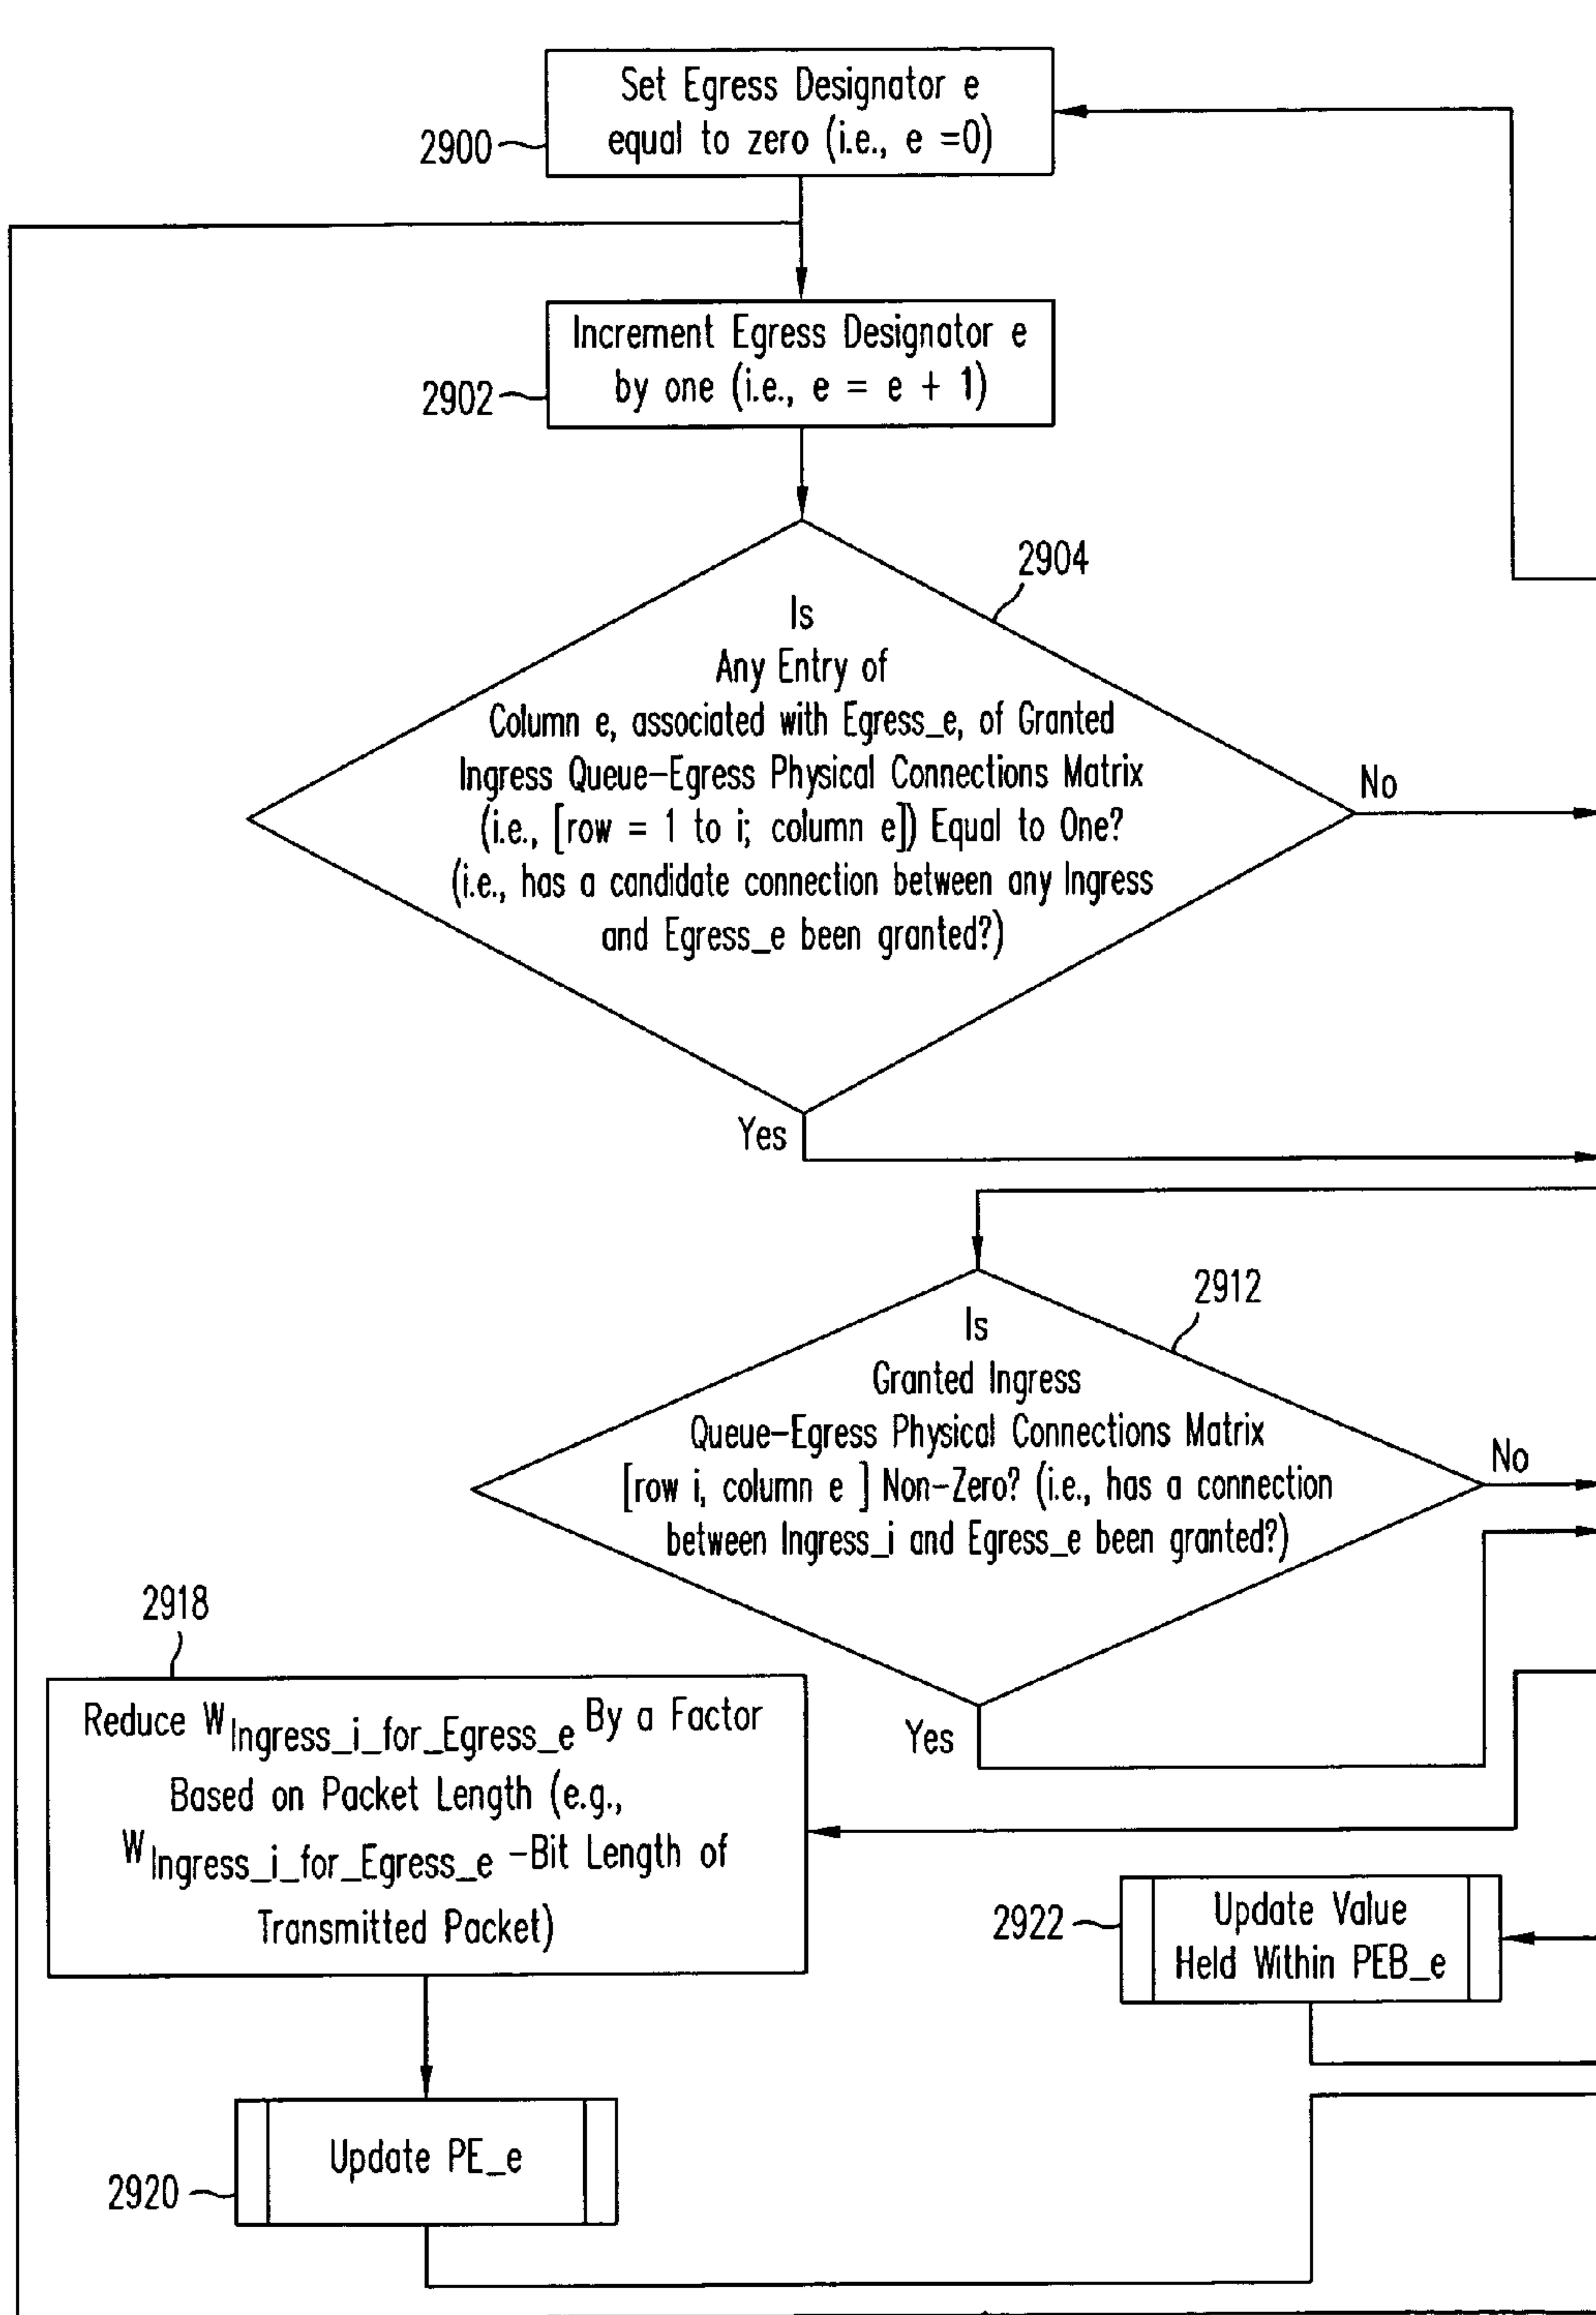 Set Egress Designator e
equal to zero (i.e., e =0)
2900
Increment Egress Designator e
by one (i.e., e = e + 1)
2902
2904
Is
Any Entry of
Column e, associated with Egress_e, of Granted
Ingress Queue-Egress Physical Connections Matrix
(i.e., [row = 1 to i; column e]) Equal to One?
(i.e., has a candidate connection between any Ingress
and Egress_e been granted?)
No
Yes
2912
Is
Granted Ingress
Queue-Egress Physical Connections Matrix
[row i, column e ] Non-Zero? (i.e., has a connection
between Ingress_i and Egress_e been granted?)
No
Yes
2918
Reduce W Ingress_i_for_Egress_e By a Factor
Based on Packet Length (e.g.,
W Ingress_i_for_Egress_e -Bit Length of
Transmitted Packet)
2922
Update Value
Held Within PEB_e
Update PE_e
2920